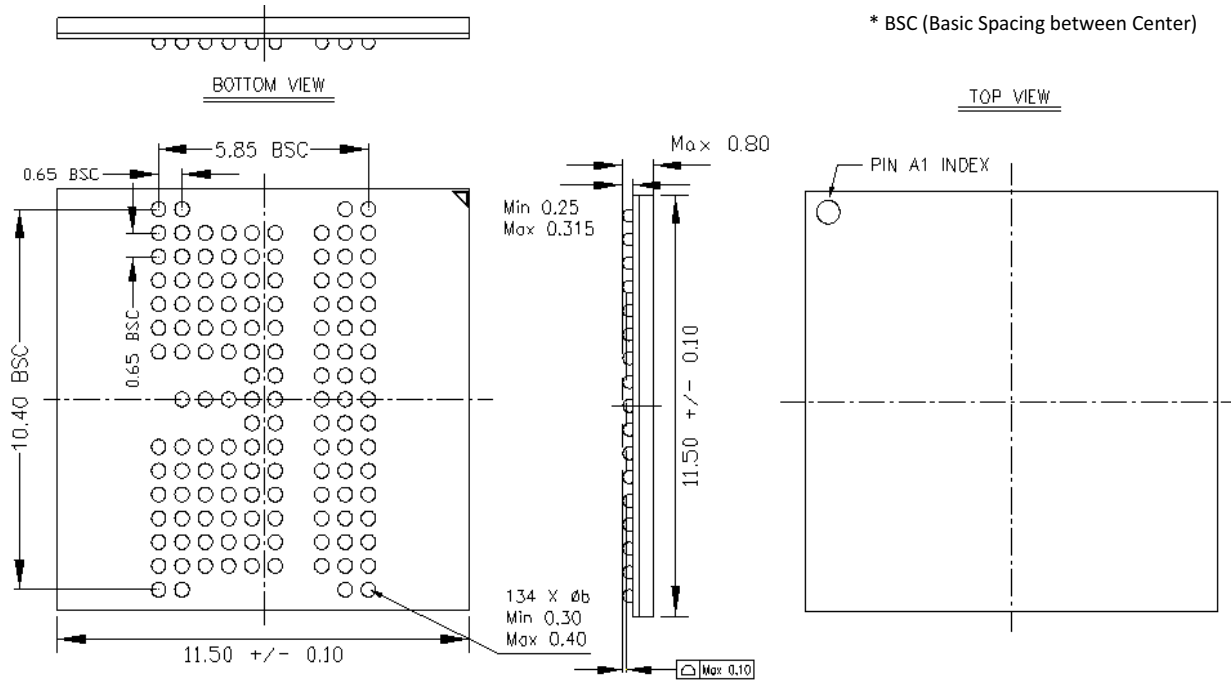 * BSC (Basic Spacing between Center)
BOTTOM VIEW
TOP VIEW
5.85 BSC
0.65 BSC
Max 0.80
PIN A1 INDEX
Min 0.25
Max 0.315
0.65 BSC
10.40 BSC
11.50 +/- 0.10
134 X Øb
Min 0.30
Max 0.40
11.50 +/- 0.10
Max 0.10